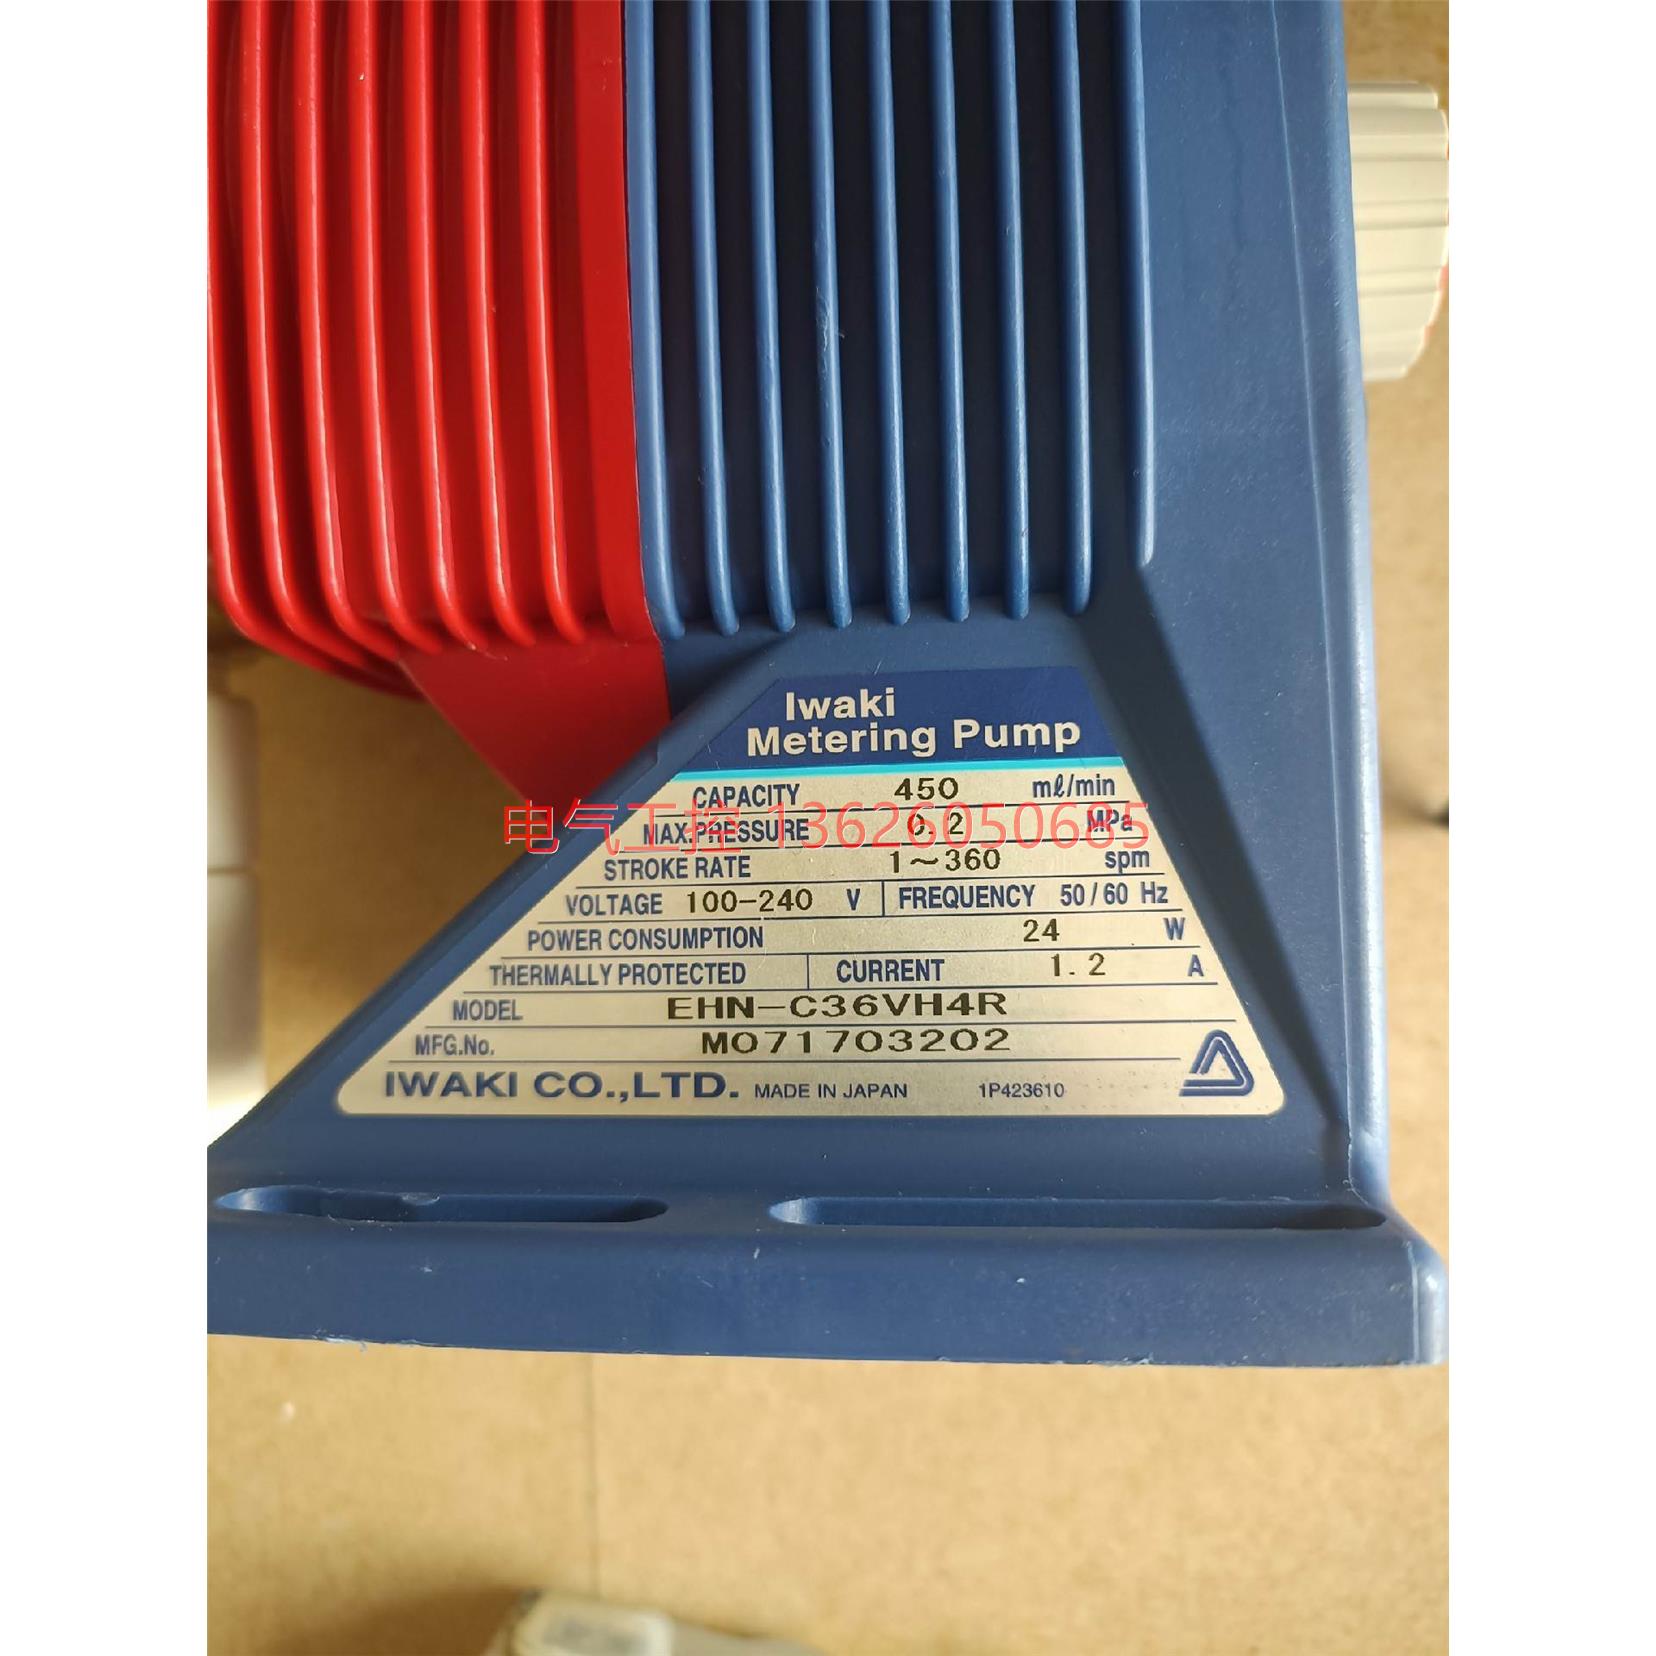 Iwaki
Metering Pump
CAPACITY 450 mℓ/min
MAX.PRESSURE 0.2 MPa
电气工控 13626050685
STROKE RATE 1~360 spm
VOLTAGE 100-240 V FREQUENCY 50/60 Hz
POWER CONSUMPTION 24 W
THERMALLY PROTECTED CURRENT 1.2 A
MODEL EHN-C36VH4R
MFG.No. M071703202
IWAKI CO.,LTD. MADE IN JAPAN 1P423610